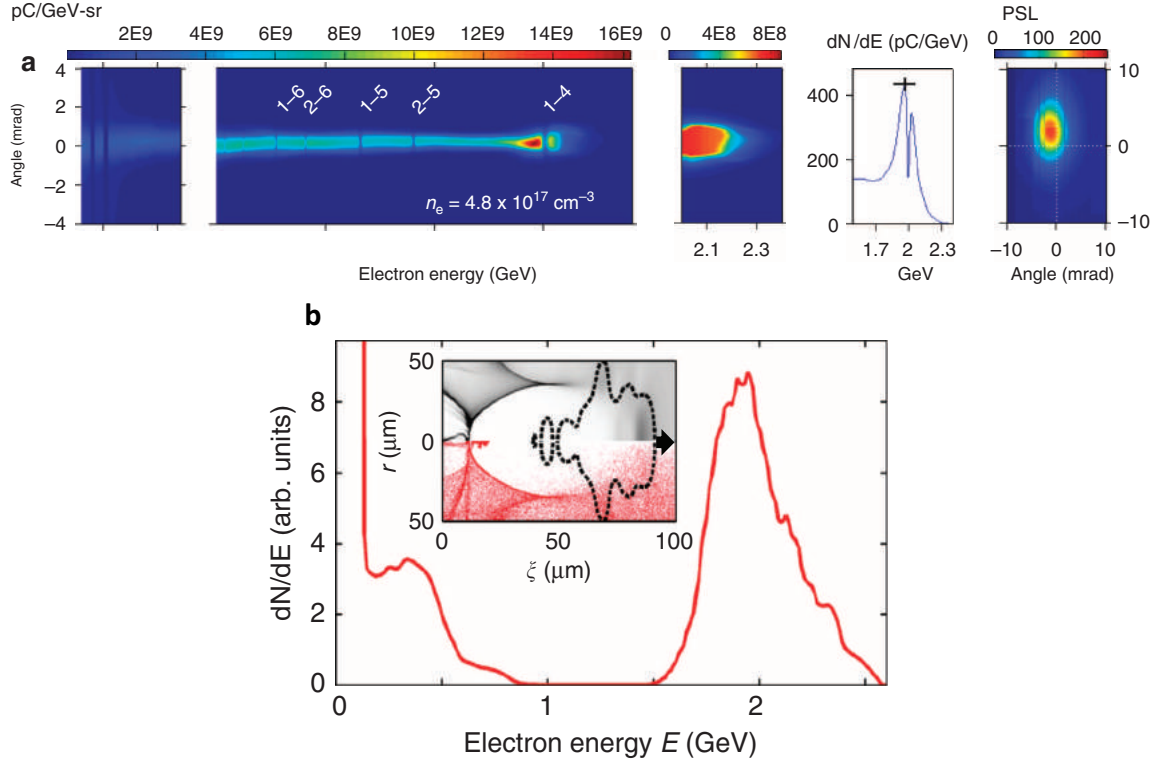 pC/GeV-sr
PSL
2E9 4E9 6E9 8E9 10E9 12E9 14E9 16E9
0 4E8 8E8
dN/dE (pC/GeV)
0 100 200
a
4
2
0
−2
−4
Angle (mrad)
1–6
2–6
1–5
2–5
1–4
nₑ = 4.8 x 10¹⁷ cm⁻³
400
200
0
10
0
−10
2.1 2.3
1.7 2 2.3
−10 0 10
Electron energy (GeV)
GeV
Angle (mrad)
b
8
6
4
2
0
dN/dE (arb. units)
50
0
50
r (μm)
0 50 100
ξ (μm)
0 1 2
Electron energy E (GeV)